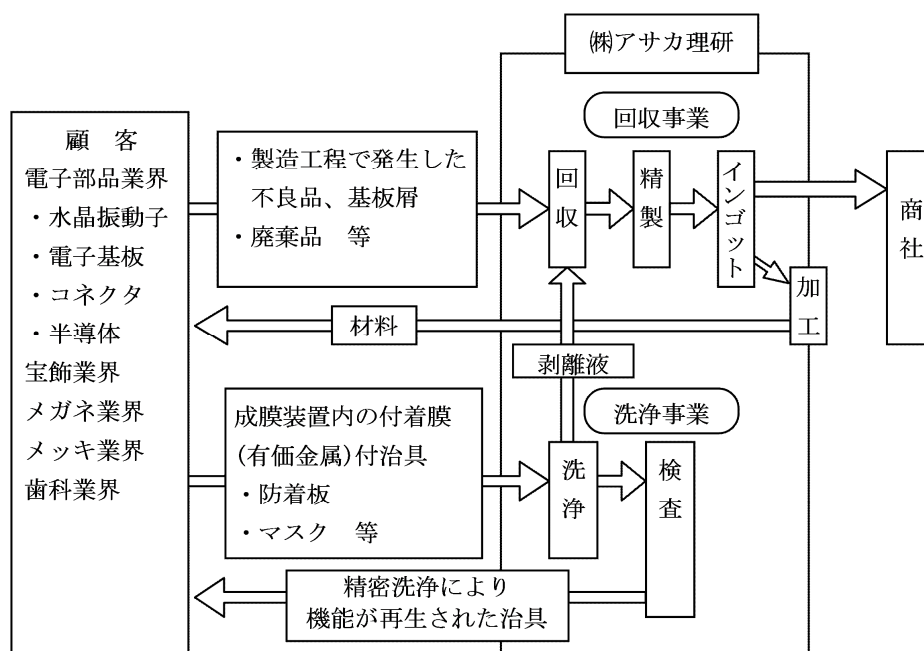 ㈱アサカ理研
顧　客
電子部品業界
・水晶振動子
・電子基板
・コネクタ
・半導体
宝飾業界
メガネ業界
メッキ業界
歯科業界
・製造工程で発生した
不良品、基板層
・廃棄品　等
回収事業
回収
精製
インゴット
商社
加工
材料
剥離液
成膜装置内の付着膜
(有価金属)付治具
・防着板
・マスク　等
洗浄事業
洗浄
検査
精密洗浄により
機能が再生された治具